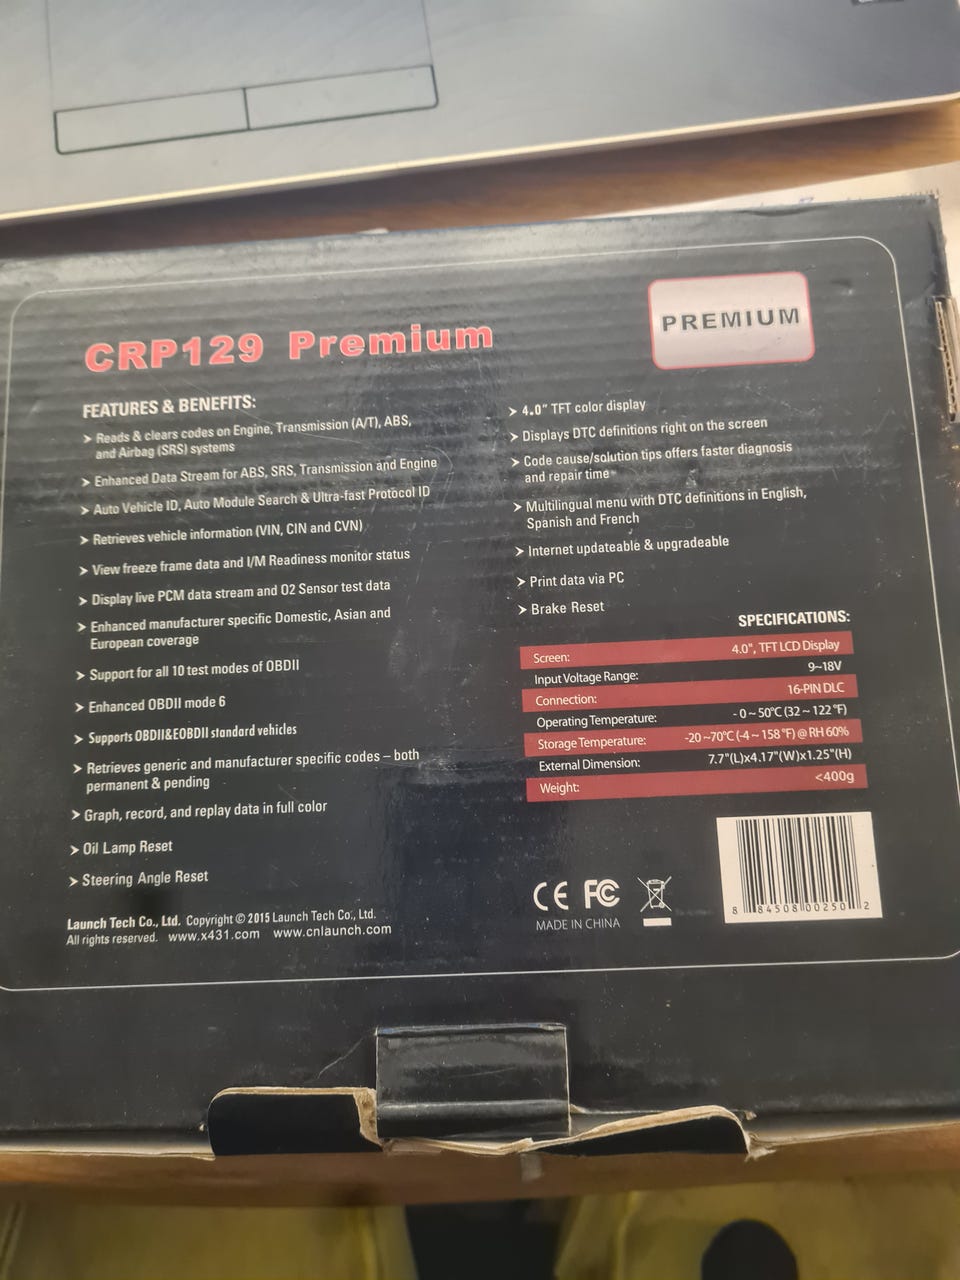 CRP129 Premium
PREMIUM
FEATURES & BENEFITS:
➤ Reads & clears codes on Engine, Transmission (A/T), ABS,
and Airbag (SRS) systems
➤ Enhanced Data Stream for ABS, SRS, Transmission and Engine
➤ Auto Vehicle ID, Auto Module Search & Ultra-fast Protocol ID
➤ Retrieves vehicle information (VIN, CIN and CVN)
➤ View freeze frame data and I/M Readiness monitor status
➤ Display live PCM data stream and O2 Sensor test data
➤ Enhanced manufacturer specific Domestic, Asian and
European coverage
➤ Support for all 10 test modes of OBDII
➤ Enhanced OBDII mode 6
➤ Supports OBDII&EOBDII standard vehicles
➤ Retrieves generic and manufacturer specific codes – both
permanent & pending
➤ Graph, record, and replay data in full color
➤ Oil Lamp Reset
➤ Steering Angle Reset
➤ 4.0" TFT color display
➤ Displays DTC definitions right on the screen
➤ Code cause/solution tips offers faster diagnosis
and repair time
➤ Multilingual menu with DTC definitions in English,
Spanish and French
➤ Internet updateable & upgradeable
➤ Print data via PC
➤ Brake Reset
SPECIFICATIONS:
Screen: 4.0", TFT LCD Display
Input Voltage Range: 9~18V
Connection: 16-PIN DLC
Operating Temperature: - 0 ~ 50°C (32 ~ 122 °F)
Storage Temperature: -20 ~70°C (-4 ~ 158 °F) @ RH 60%
External Dimension: 7.7"(L)x4.17"(W)x1.25"(H)
Weight: <400g
Launch Tech Co., Ltd. Copyright © 2015 Launch Tech Co., Ltd.
All rights reserved. www.x431.com www.cnlaunch.com
CE FC
MADE IN CHINA
8 84508 00250 2